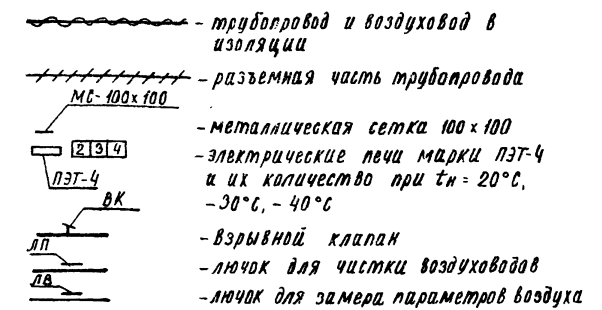 - трубопровод и воздуховод в
изоляции
- разъемная часть трубопровода
МС-100х100
- металлическая сетка 100х100
2 3 4
- электрические печи марки ПЭТ-4
и их количество при tн = 20°С,
- 30°С, - 40°С
ПЭТ-4
ВК
- взрывной клапан
ЛП
- лючок для чистки воздуховодов
ЛВ
- лючок для замера параметров воздуха